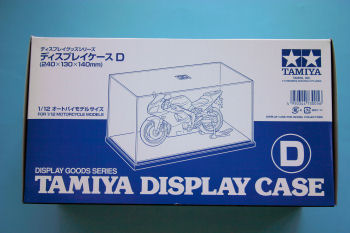 ディスプレイグッズシリーズ
ディスプレイケース D
(240×130×140mm)
TAMIYA
1/12 オートバイモデルサイズ
FOR 1/12 MOTORCYCLE MODELS
D
DISPLAY GOODS SERIES
TAMIYA DISPLAY CASE